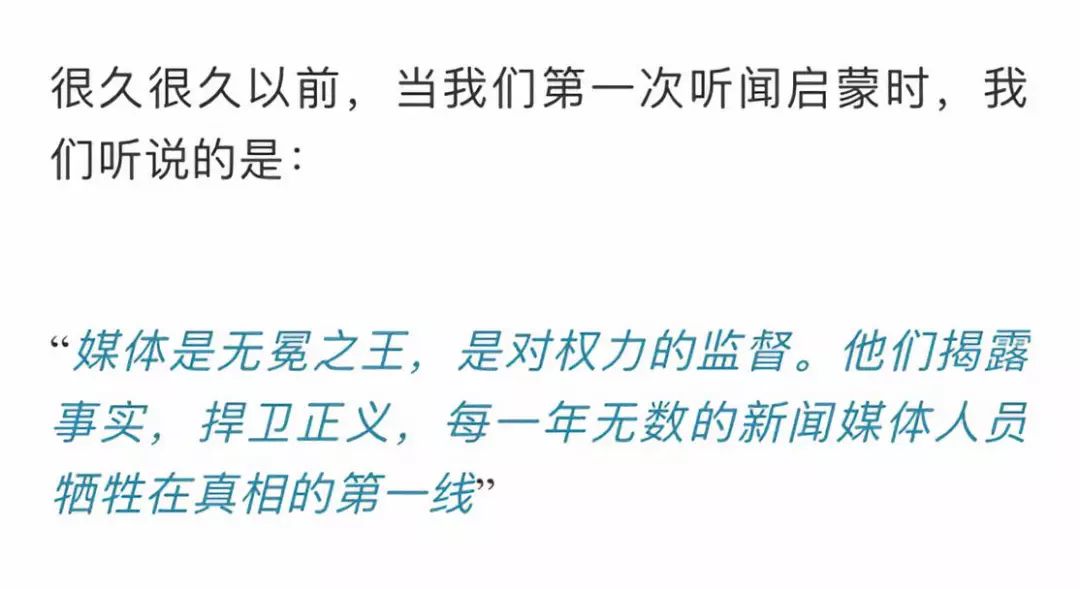 很久很久以前，当我们第一次听闻启蒙时，我
们听说的是：
“媒体是无冕之王，是对权力的监督。他们揭露
事实，捍卫正义，每一年无数的新闻媒体人员
牺牲在真相的第一线”